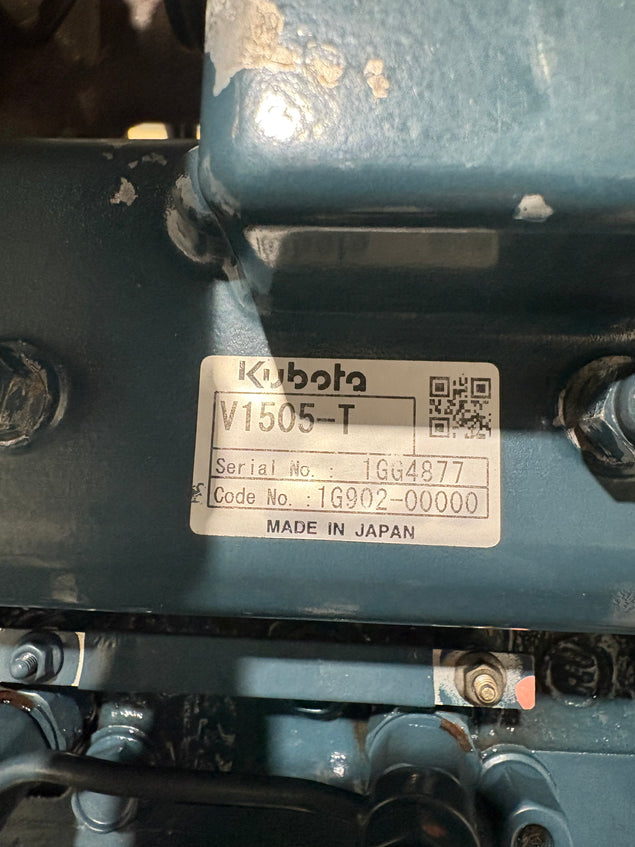 Kubota
V1505-T
Serial No. : 1GG4877
Code No. : 1G902-00000
MADE IN JAPAN